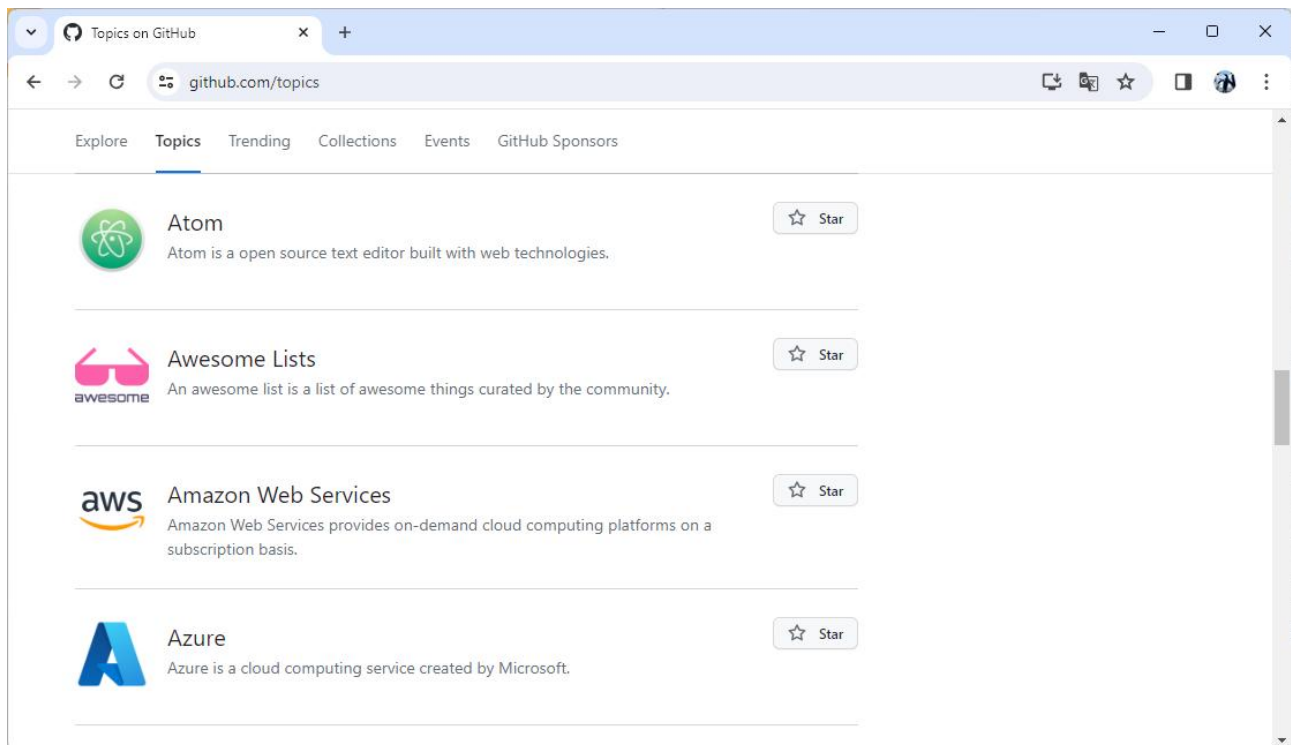 Topics on GitHub
github.com/topics
Explore Topics Trending Collections Events GitHub Sponsors
Atom
Star
Atom is a open source text editor built with web technologies.
Awesome Lists
Star
awesome
An awesome list is a list of awesome things curated by the community.
aws
Amazon Web Services
Star
Amazon Web Services provides on-demand cloud computing platforms on a
subscription basis.
Azure
Star
Azure is a cloud computing service created by Microsoft.